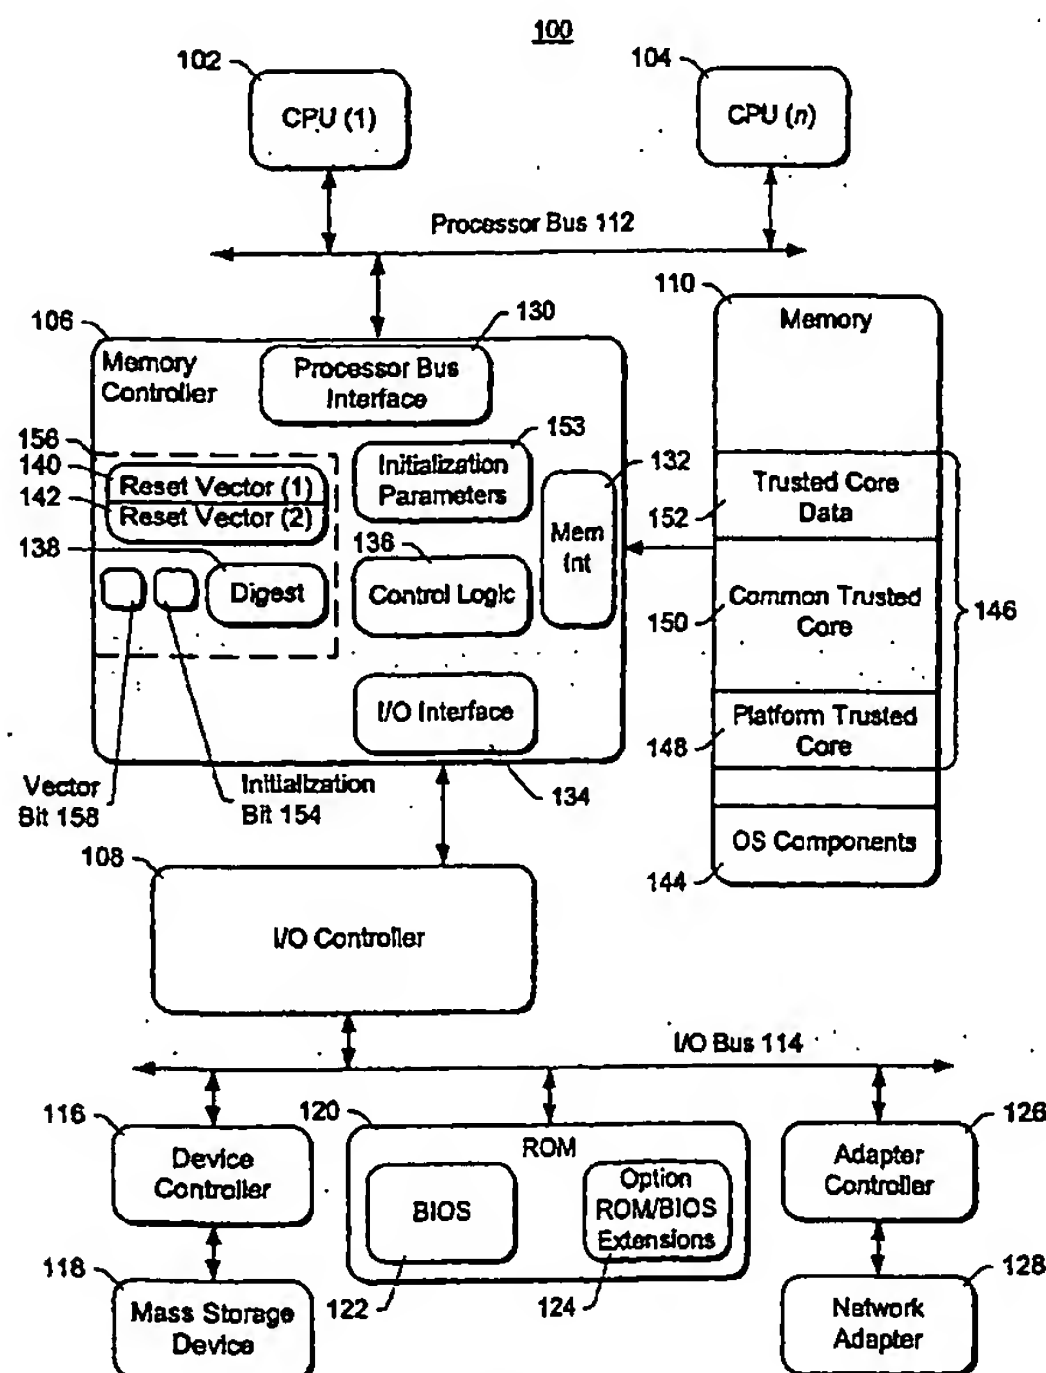 100
102
CPU (1)
104
CPU (n)
Processor Bus 112
106
Memory
Controller
130
Processor Bus
Interface
110
Memory
156
140
Reset Vector (1)
142
Reset Vector (2)
138
Digest
153
Initialization
Parameters
136
Control Logic
132
Mem
Int
152
Trusted Core
Data
150
Common Trusted
Core
146
148
Platform Trusted
Core
I/O Interface
134
Vector
Bit 158
Initialization
Bit 154
OS Components
144
108
I/O Controller
I/O Bus 114
116
Device
Controller
120
ROM
BIOS
122
Option
ROM/BIOS
Extensions
124
126
Adapter
Controller
118
Mass Storage
Device
128
Network
Adapter